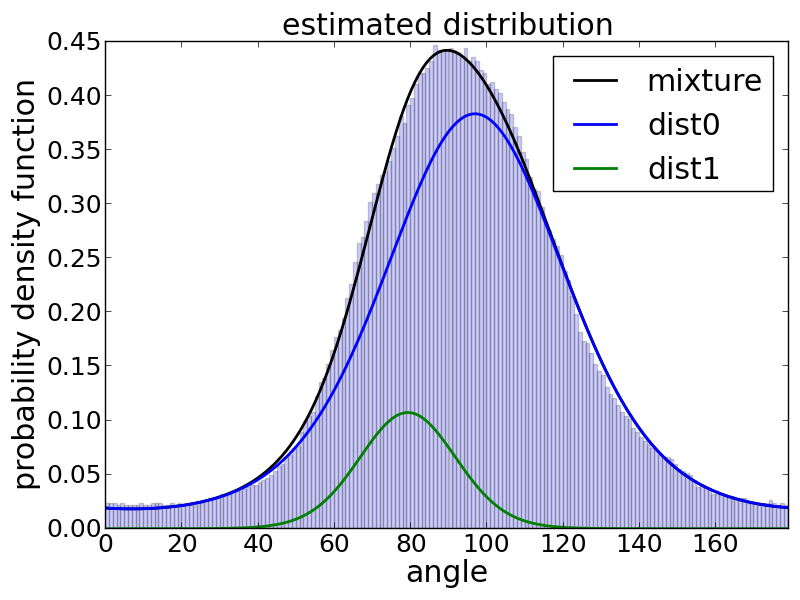 estimated distribution
probability density function
0.45
0.40
0.35
0.30
0.25
0.20
0.15
0.10
0.05
0.00
mixture
dist0
dist1
0 20 40 60 80 100 120 140 160
angle